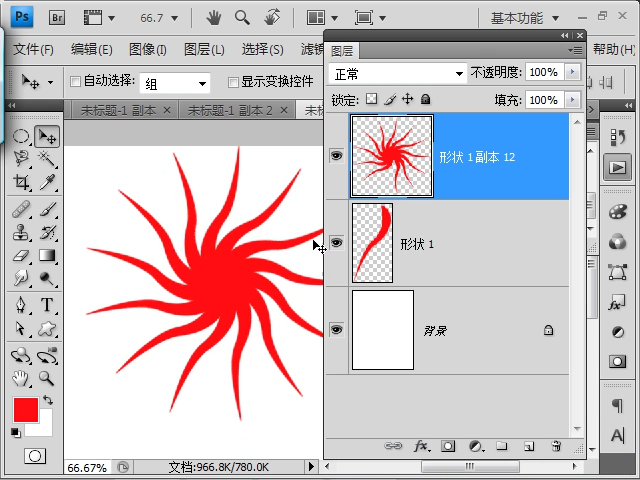 Ps Br 66.7 基本功能
文件(F) 编辑(E) 图像(I) 图层(L) 选择(S) 滤镜 帮助(H)
自动选择: 组 显示变换控件
未标题-1 副本 × 未标题-1 副本 2 × 未标
图层
正常 不透明度: 100%
锁定: 填充: 100%
形状 1 副本 12
形状 1
背景
T
fx
66.67% 文档:966.8K/780.0K